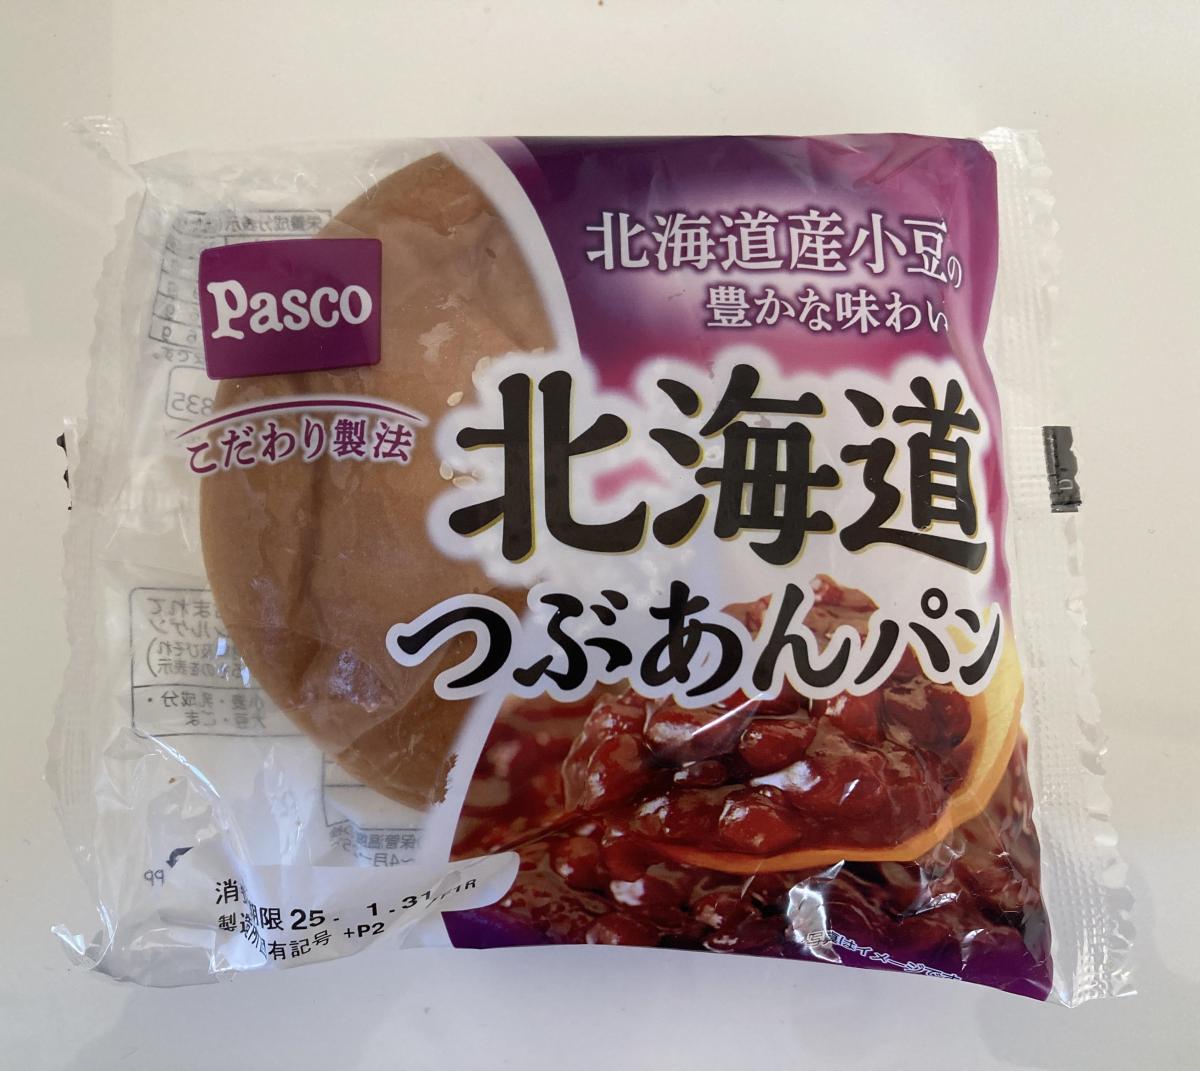 Pasco
こだわり製法
北海道産小豆の
豊かな味わい
北海道
つぶあんパン
消費期限 25. 1.31
製造所固有記号 +P2
写真はイメージです